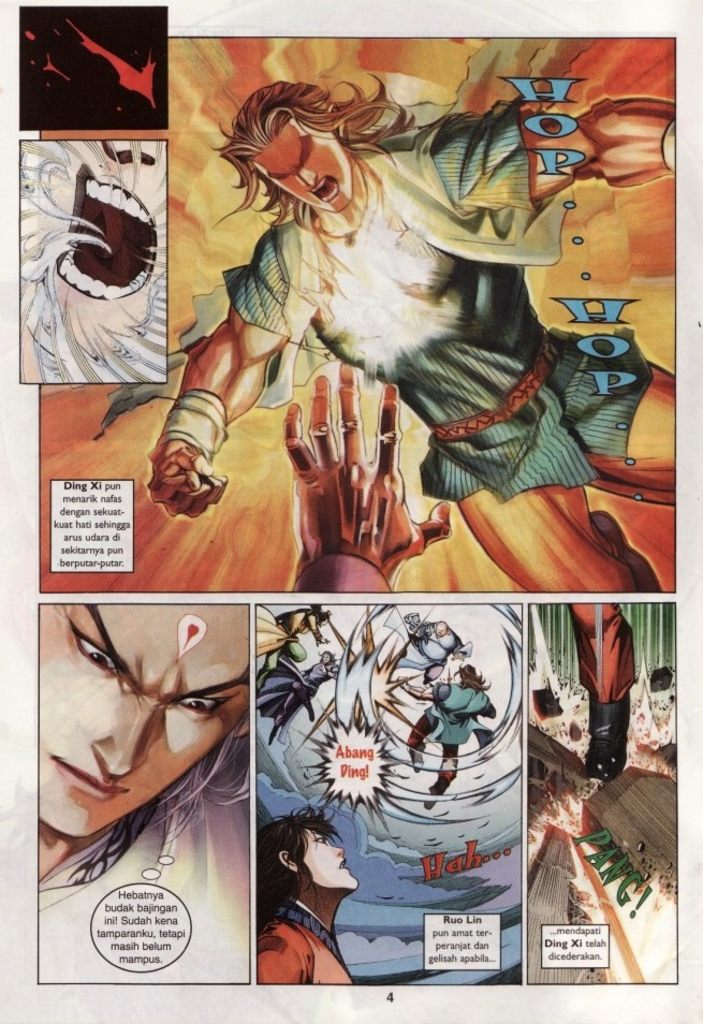 HOP...HOP...
Ding Xi pun
menarik nafas
dengan sekuat-
kuat hati sehingga
arus udara di
sekitarnya pun
berputar-putar.
Hebatnya
budak bajingan
ini! Sudah kena
tamparanku, tetapi
masih belum
mampus.
Abang
Ding!
Hah...
Ruo Lin
pun amat ter-
peranjat dan
gelisah apabila...
PANG!
...mendapati
Ding Xi telah
dicederakan.
4